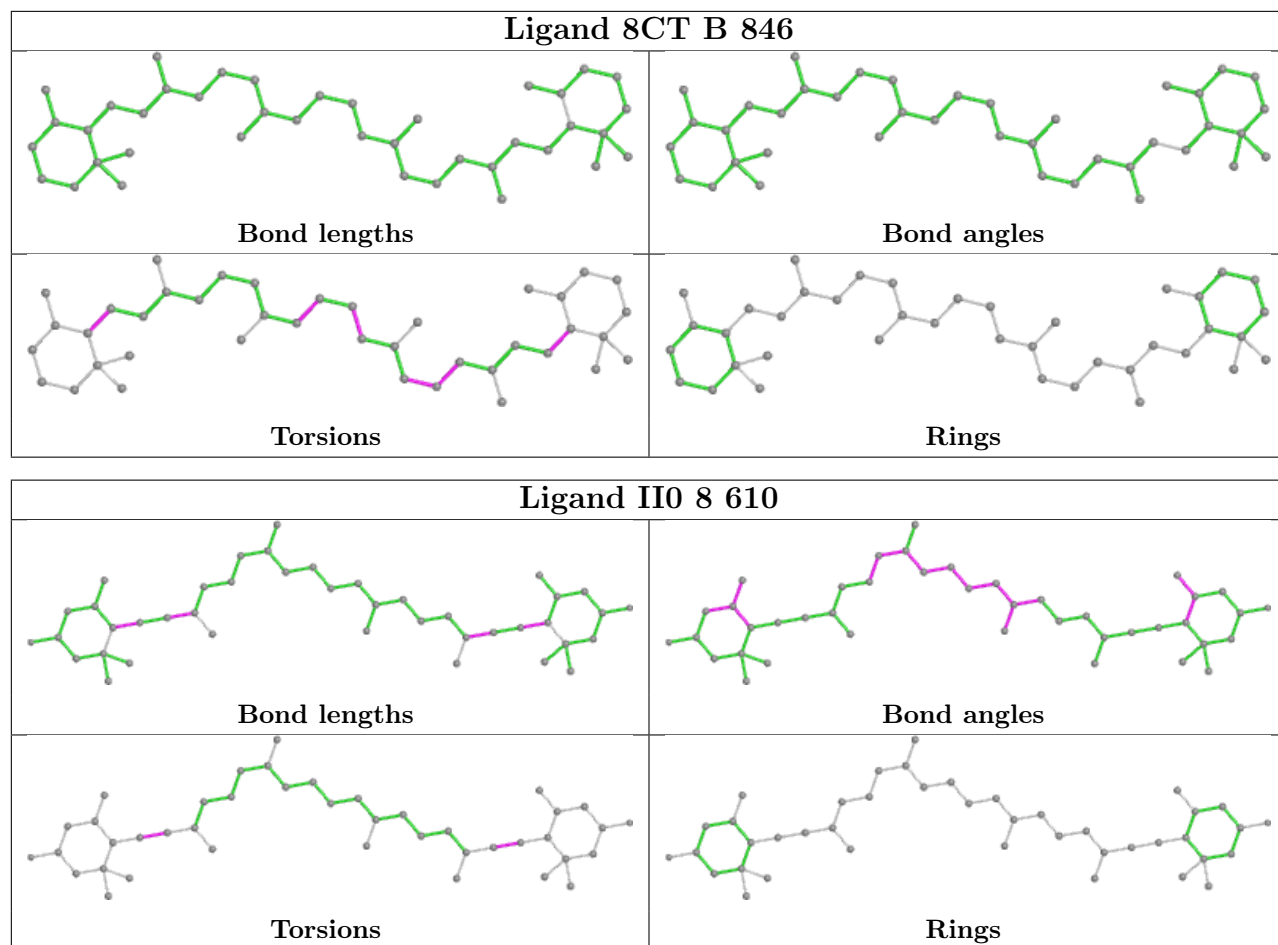 Ligand 8CT B 846
Bond lengths
Bond angles
Torsions
Rings
Ligand II0 8 610
Bond lengths
Bond angles
Torsions
Rings